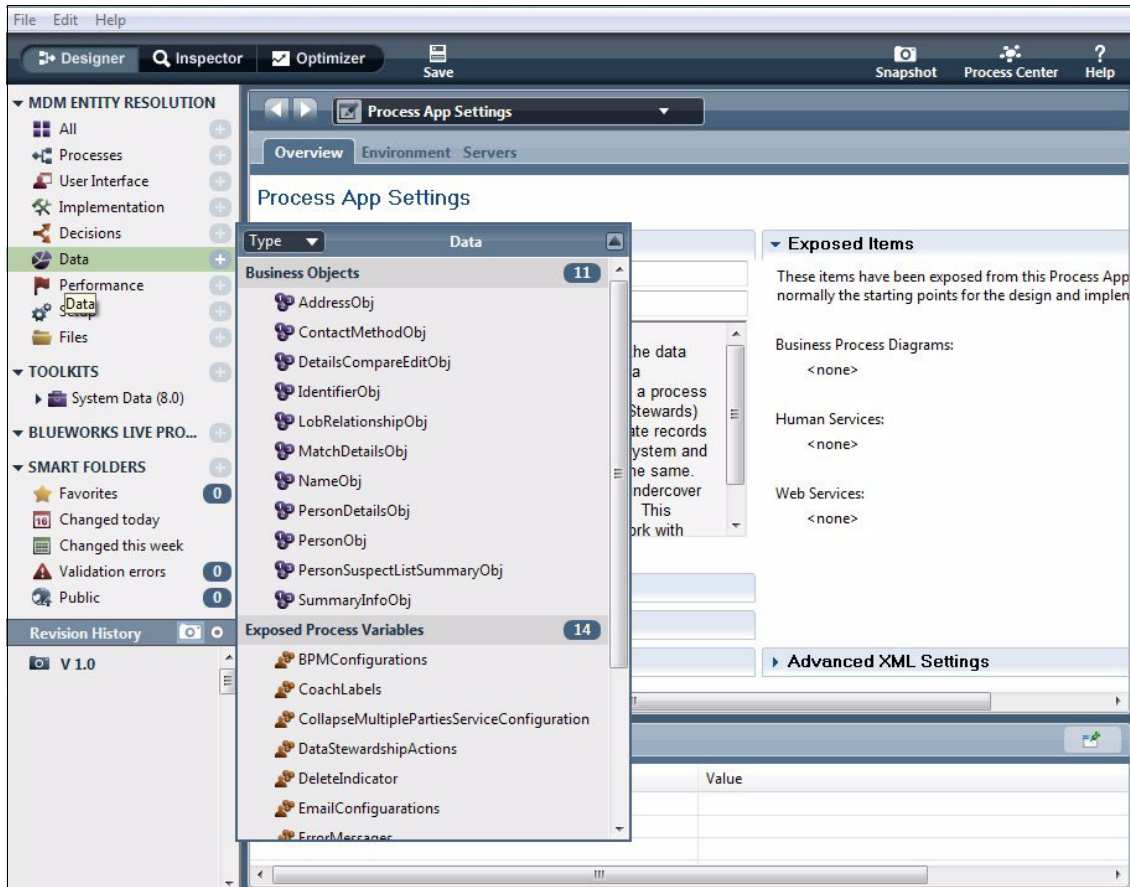 File Edit Help
Designer Inspector Optimizer Save Snapshot Process Center Help
MDM ENTITY RESOLUTION
All
Processes
User Interface
Implementation
Decisions
Data
Performance
Data
Files
TOOLKITS
System Data (8.0)
BLUEWORKS LIVE PRO...
SMART FOLDERS
Favorites 0
Changed today
Changed this week
Validation errors 0
Public 0
Revision History
V 1.0
Process App Settings
Overview Environment Servers
Process App Settings
Type Data
Business Objects 11
AddressObj
ContactMethodObj
DetailsCompareEditObj
IdentifierObj
LobRelationshipObj
MatchDetailsObj
NameObj
PersonDetailsObj
PersonObj
PersonSuspectListSummaryObj
SummaryInfoObj
Exposed Process Variables 14
BPMConfigurations
CoachLabels
CollapseMultiplePartiesServiceConfiguration
DataStewardshipActions
DeleteIndicator
EmailConfiguarations
ErrorMessages
he data
a
a process
Stewards)
ate records
ystem and
he same.
ndercover
This
ork with
Exposed Items
These items have been exposed from this Process App
normally the starting points for the design and implen
Business Process Diagrams:
<none>
Human Services:
<none>
Web Services:
<none>
Advanced XML Settings
Value